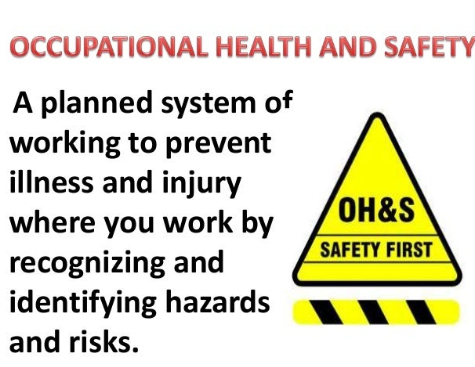 OCCUPATIONAL HEALTH AND SAFETY
A planned system of
working to prevent
illness and injury
where you work by
recognizing and
identifying hazards
and risks.
OH&S
SAFETY FIRST